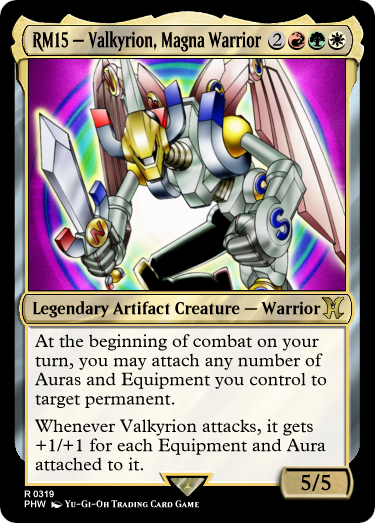 RM15 — Valkyrion, Magna Warrior 2
N
S
Legendary Artifact Creature — Warrior
At the beginning of combat on your
turn, you may attach any number of
Auras and Equipment you control to
target permanent.
Whenever Valkyrion attacks, it gets
+1/+1 for each Equipment and Aura
attached to it.
5/5
R 0319
PHW Yu-Gi-Oh Trading Card Game